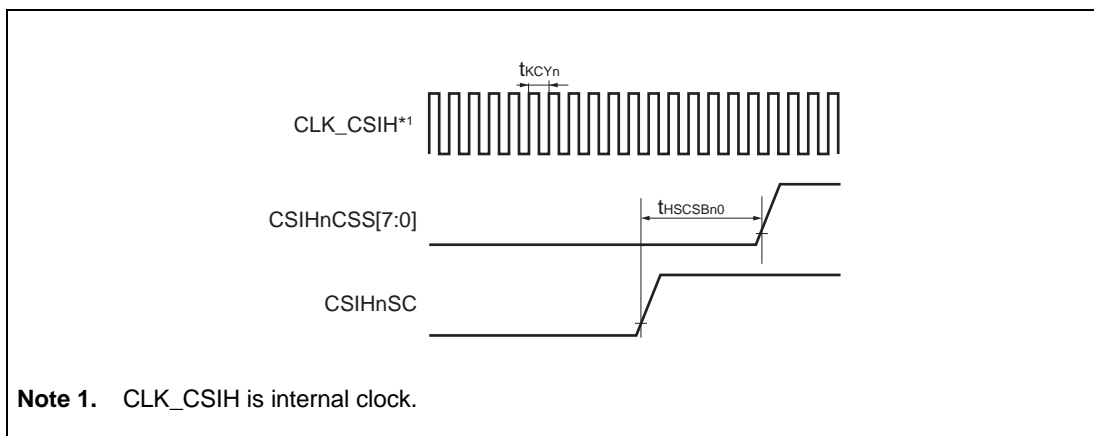 tKCYn
CLK_CSIH*1
CSIHnCSS[7:0]
tHSCSBn0
CSIHnSC
Note 1. CLK_CSIH is internal clock.